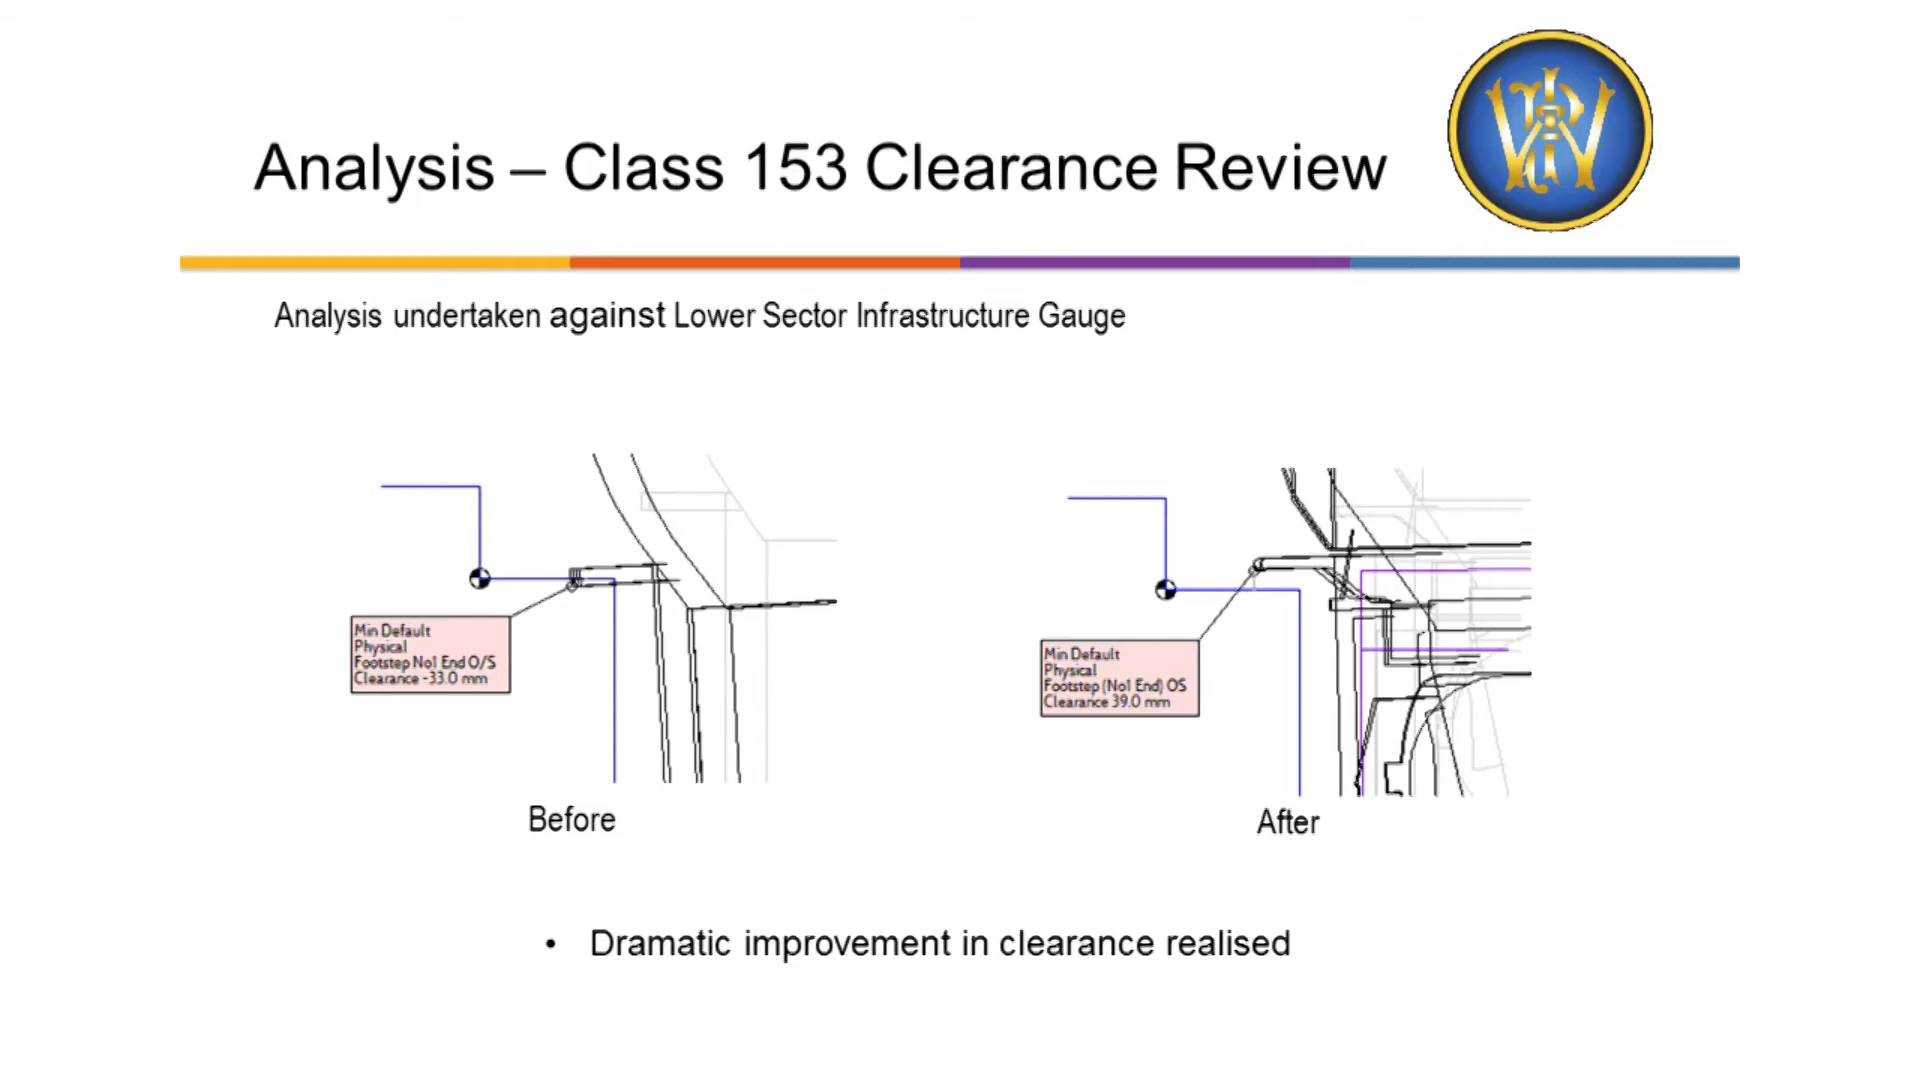 Analysis – Class 153 Clearance Review
Analysis undertaken against Lower Sector Infrastructure Gauge
Min Default
Physical
Footstep No1 End O/S
Clearance -33.0 mm
Before
Min Default
Physical
Footstep (No1 End) OS
Clearance 39.0 mm
After
• Dramatic improvement in clearance realised